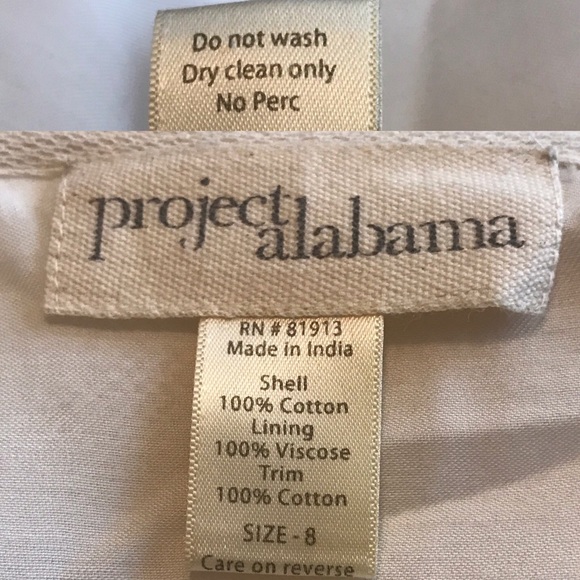 Do not wash
Dry clean only
No Perc
project
alabama
RN # 81913
Made in India
Shell
100% Cotton
Lining
100% Viscose
Trim
100% Cotton
SIZE - 8
Care on reverse